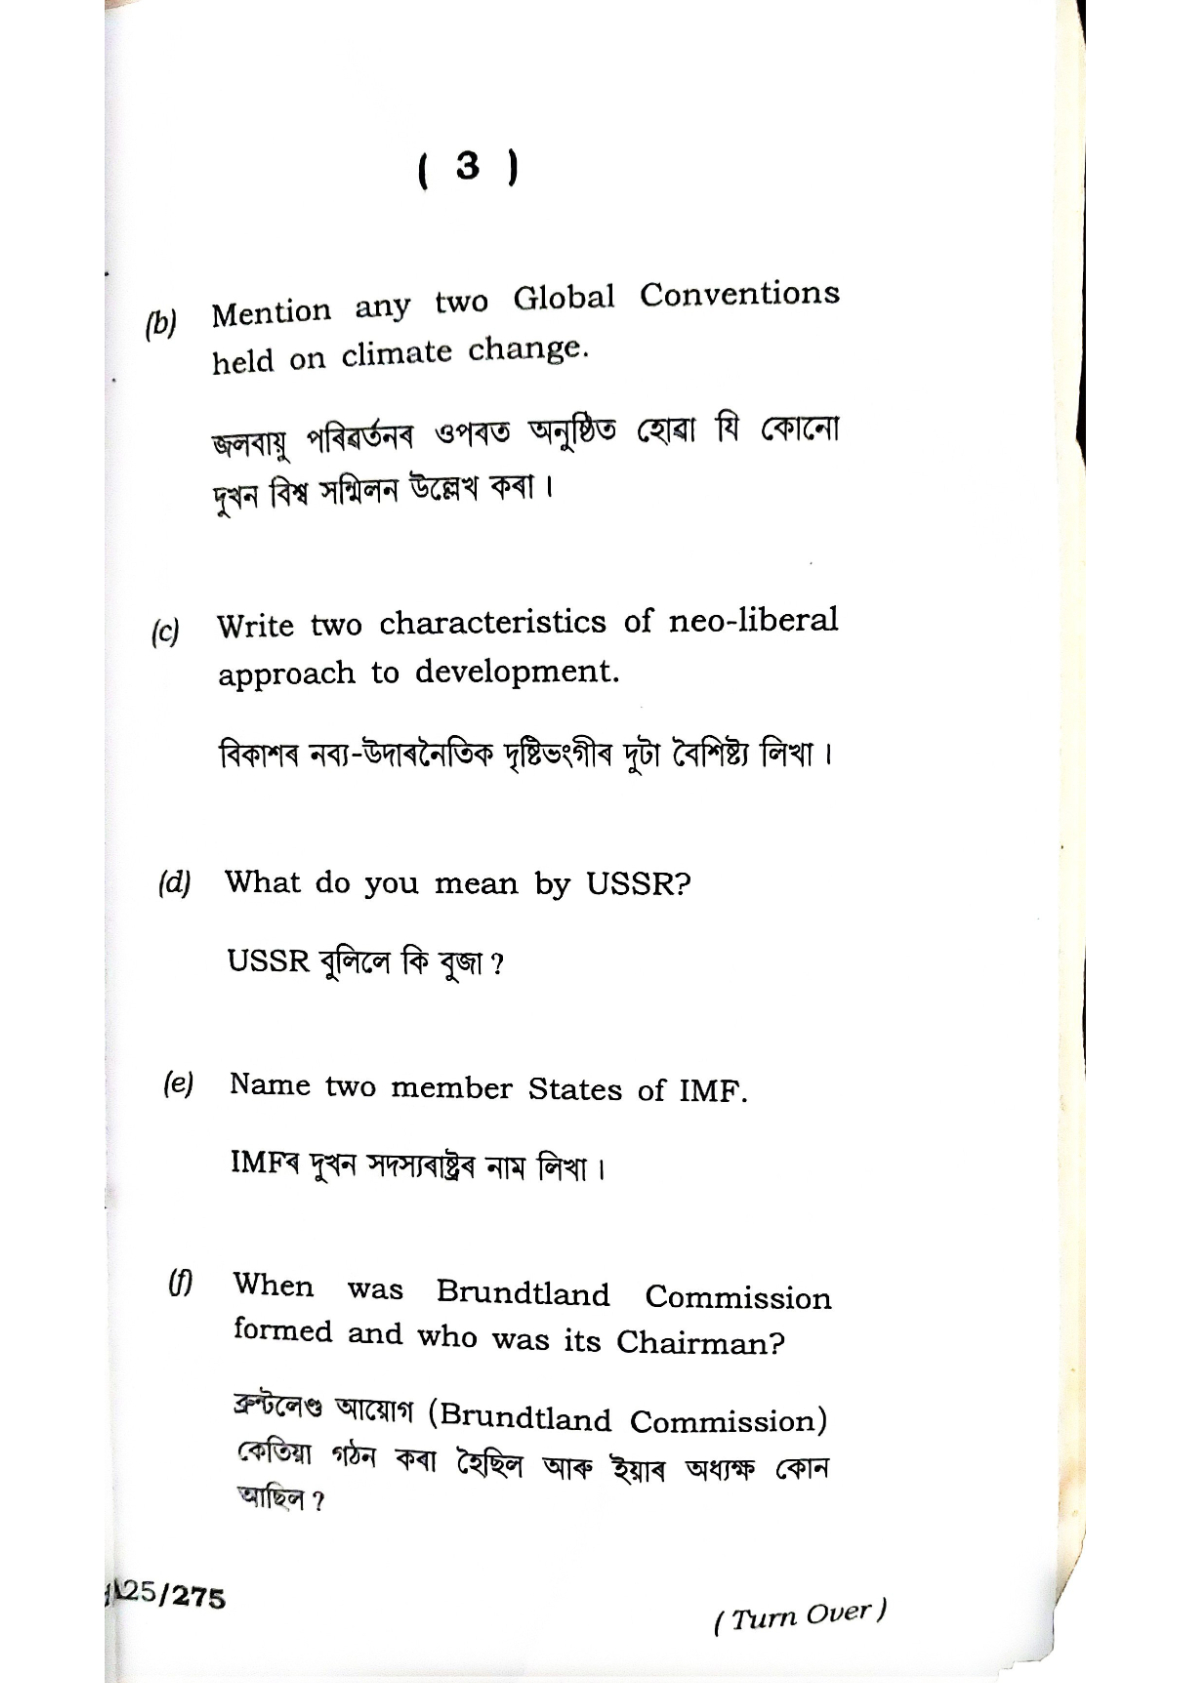 ( 3 )
(b) Mention any two Global Conventions
held on climate change.
জলবায়ু পৰিৱৰ্তনৰ ওপৰত অনুষ্ঠিত হোৱা যি কোনো
দুখন বিশ্ব সন্মিলন উল্লেখ কৰা ।
(c) Write two characteristics of neo-liberal
approach to development.
বিকাশৰ নব্য-উদাৰনৈতিক দৃষ্টিভংগীৰ দুটা বৈশিষ্ট্য লিখা ।
(d) What do you mean by USSR?
USSR বুলিলে কি বুজা ?
(e) Name two member States of IMF.
IMFৰ দুখন সদস্যৰাষ্ট্ৰৰ নাম লিখা ।
(f) When was Brundtland Commission
formed and who was its Chairman?
ব্ৰুন্টলেণ্ড আয়োগ (Brundtland Commission)
কেতিয়া গঠন কৰা হৈছিল আৰু ইয়াৰ অধ্যক্ষ কোন
আছিল ?
25/275
( Turn Over )